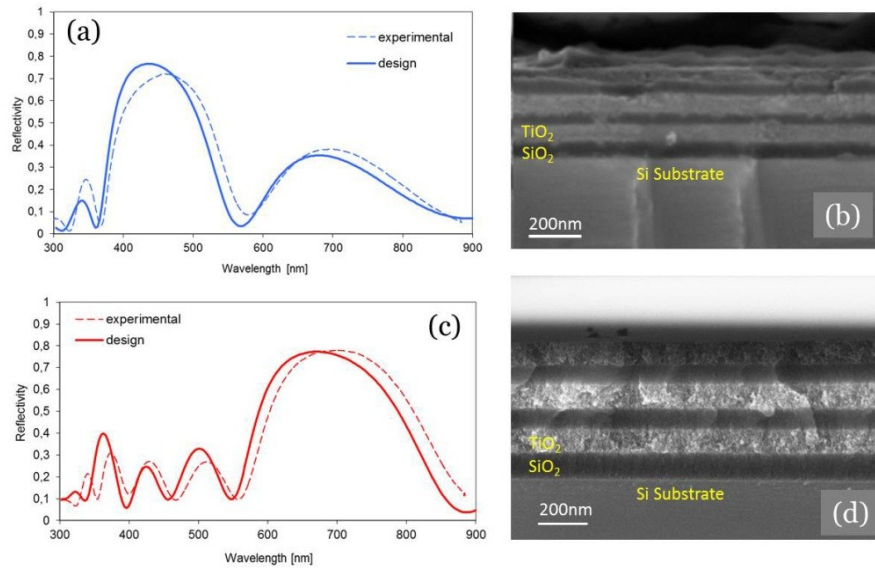 (a)
experimental
design
1
0,9
0,8
0,7
0,6
0,5
0,4
0,3
0,2
0,1
0
Reflectivity
300 400 500 600 700 800 900
Wavelength [nm]
TiO₂
SiO₂
Si Substrate
200nm
(b)
(c)
experimental
design
1
0,9
0,8
0,7
0,6
0,5
0,4
0,3
0,2
0,1
0
Reflectivity
300 400 500 600 700 800 900
Wavelength [nm]
TiO₂
SiO₂
Si Substrate
200nm
(d)